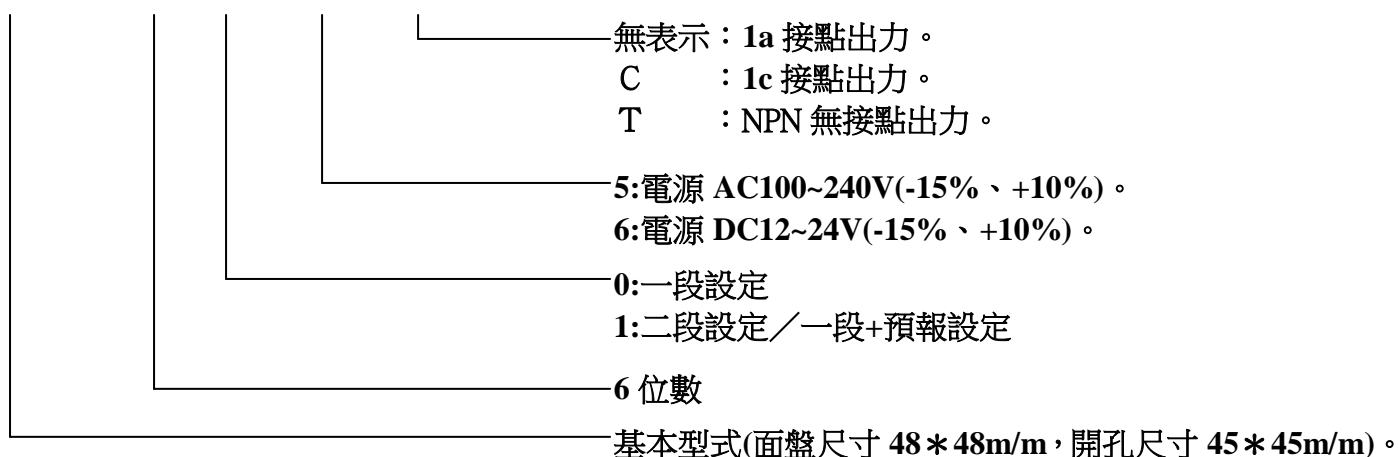 無表示：1a 接點出力。
C ：1c 接點出力。
T ：NPN 無接點出力。
5:電源 AC100~240V(-15%、+10%)。
6:電源 DC12~24V(-15%、+10%)。
0:一段設定
1:二段設定／一段+預報設定
6 位數
基本型式(面盤尺寸 48＊48m/m，開孔尺寸 45＊45m/m)。